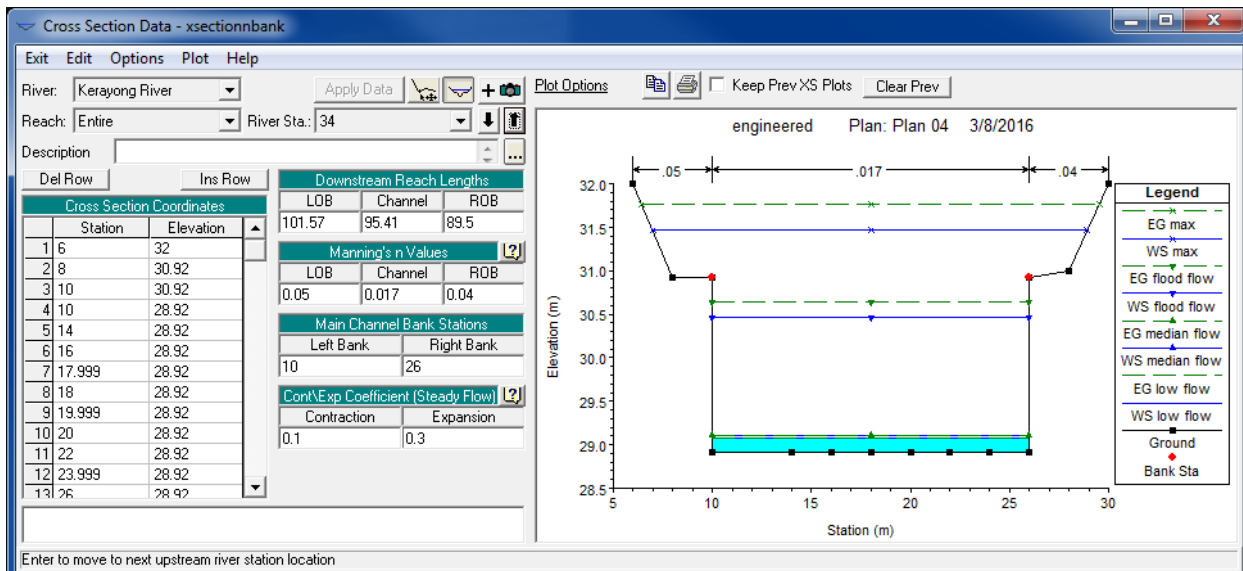 Cross Section Data - xsectionnbank
Exit Edit Options Plot Help
River: Kerayong River Apply Data
Reach: Entire River Sta.: 34
Description ...
Del Row Ins Row
Cross Section Coordinates
Station Elevation
1 6 32
2 8 30.92
3 10 30.92
4 10 28.92
5 14 28.92
6 16 28.92
7 17.999 28.92
8 18 28.92
9 19.999 28.92
10 20 28.92
11 22 28.92
12 23.999 28.92
13 26 28.92
Downstream Reach Lengths
LOB Channel ROB
101.57 95.41 89.5
Manning's n Values
LOB Channel ROB
0.05 0.017 0.04
Main Channel Bank Stations
Left Bank Right Bank
10 26
Cont\Exp Coefficient (Steady Flow)
Contraction Expansion
0.1 0.3
Plot Options Keep Prev XS Plots Clear Prev
engineered Plan: Plan 04 3/8/2016
.05 .017 .04
32.0
31.5
31.0
30.5
30.0
29.5
29.0
28.5
Elevation (m)
5 10 15 20 25 30
Station (m)
Legend
EG max
WS max
EG flood flow
WS flood flow
EG median flow
WS median flow
EG low flow
WS low flow
Ground
Bank Sta
Enter to move to next upstream river station location